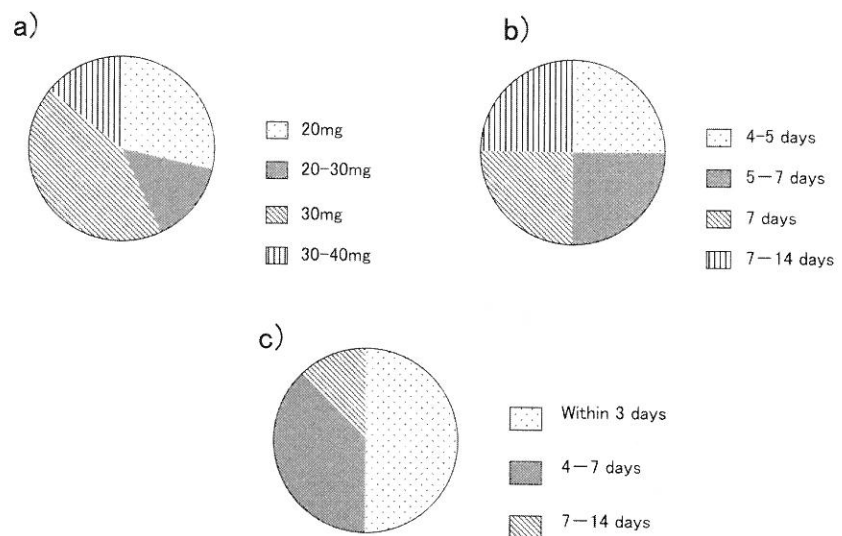 a)
20mg
20-30mg
30mg
30-40mg
b)
4-5 days
5－7 days
7 days
7－14 days
c)
Within 3 days
4－7 days
7－14 days